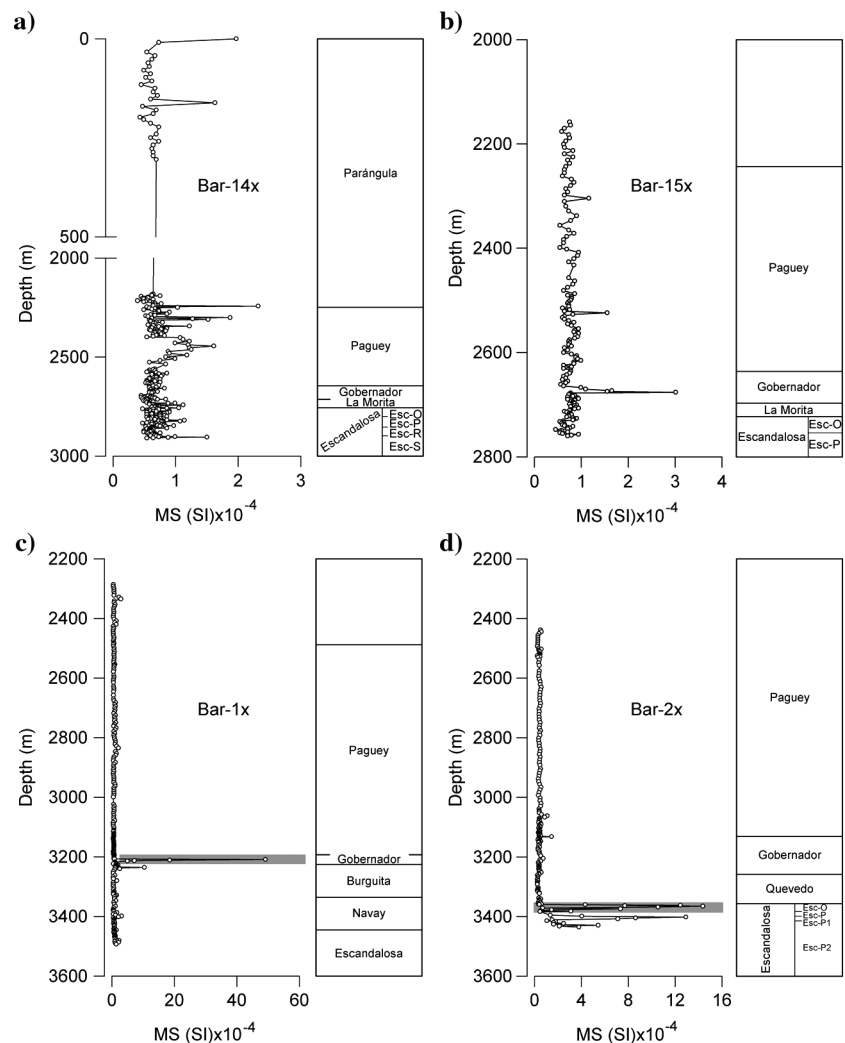 a)
0
500
2000
2500
3000
Depth (m)
0 1 2 3
MS (SI)x10-4
Bar-14x
Parángula
Paguey
Gobernador
La Morita
Escandalosa
Esc-O
Esc-P
Esc-R
Esc-S
b)
2000
2200
2400
2600
2800
Depth (m)
0 1 2 3 4
MS (SI)x10-4
Bar-15x
Paguey
Gobernador
La Morita
Escandalosa
Esc-O
Esc-P
c)
2200
2400
2600
2800
3000
3200
3400
3600
Depth (m)
0 20 40 60
MS (SI)x10-4
Bar-1x
Paguey
Gobernador
Burguita
Navay
Escandalosa
d)
2200
2400
2600
2800
3000
3200
3400
3600
Depth (m)
0 4 8 12 16
MS (SI)x10-4
Bar-2x
Paguey
Gobernador
Quevedo
Escandalosa
Esc-O
Esc-P
Esc-P1
Esc-P2